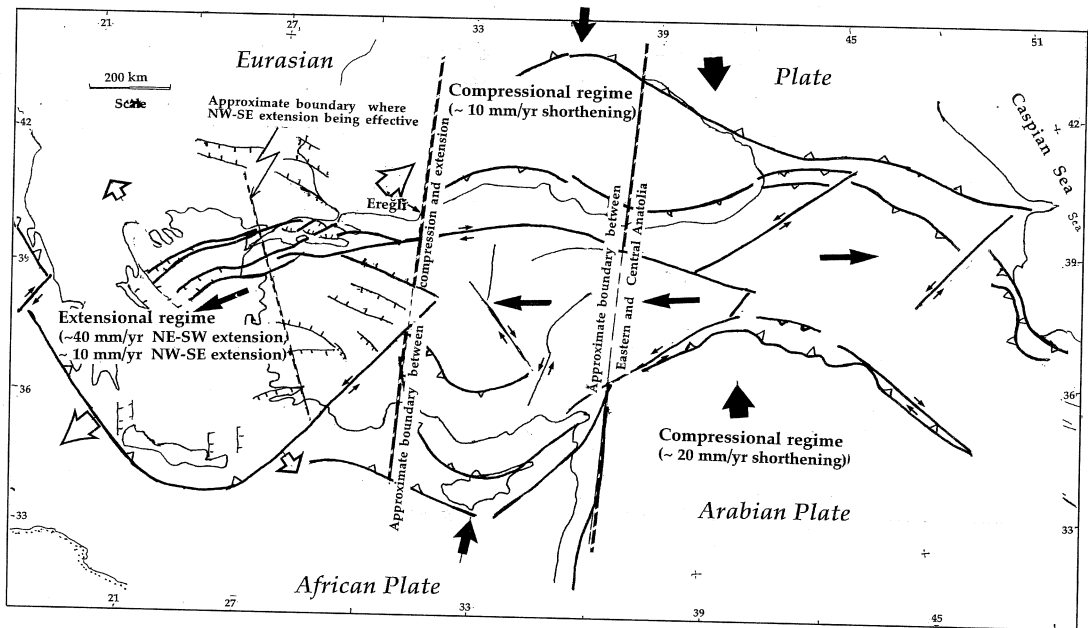 21
27
33
39
45
51
Eurasian
Plate
200 km
Scale
Approximate boundary where
NW-SE extension being effective
Compressional regime
(~ 10 mm/yr shorthening)
Caspian Sea
Sea
42
42
Ereğli
Approximate boundary between
compression and extension
Approximate boundary between
Eastern and Central Anatolia
39
39
Extensional regime
(~40 mm/yr NE-SW extension,
~ 10 mm/yr NW-SE extension)
36
36
Compressional regime
(~ 20 mm/yr shorthening)
Arabian Plate
33
33
African Plate
21
27
33
39
45